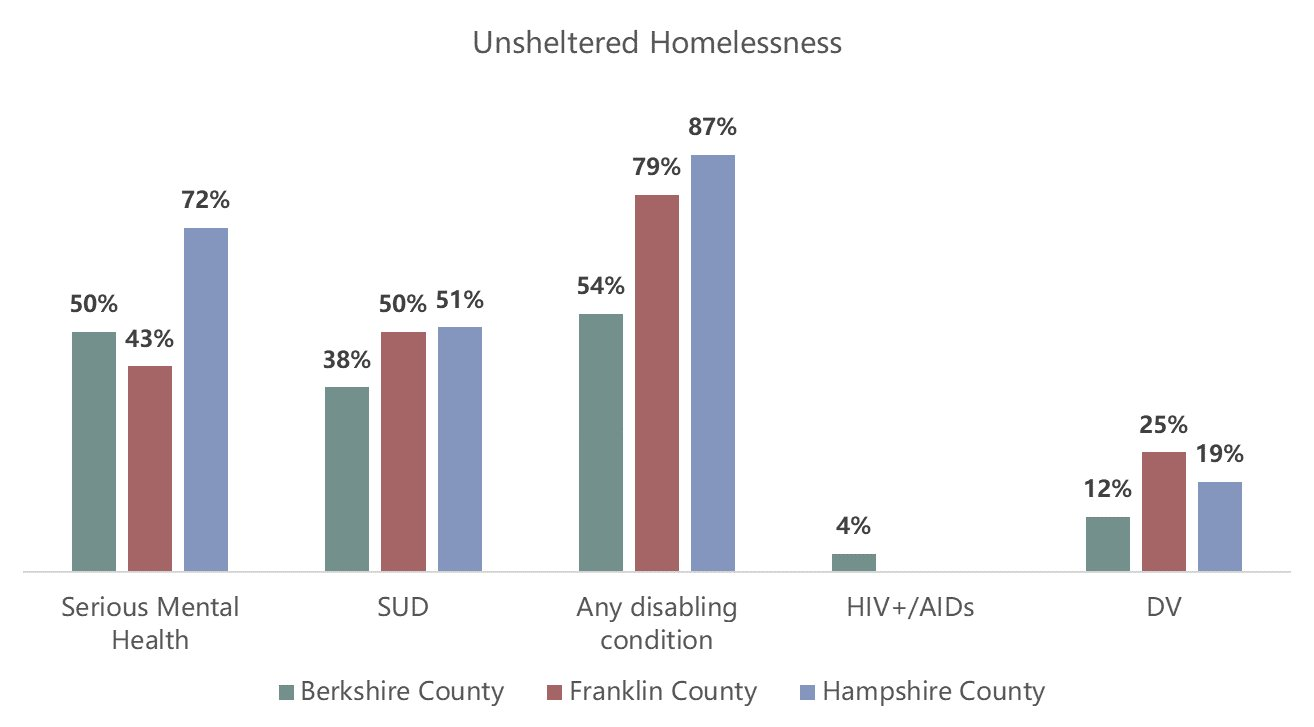 Unsheltered Homelessness
87%
79%
72%
54%
50%
50% 51%
43%
38%
25%
19%
12%
4%
Serious Mental
Health
SUD
Any disabling
condition
HIV+/AIDs
DV
Berkshire County
Franklin County
Hampshire County